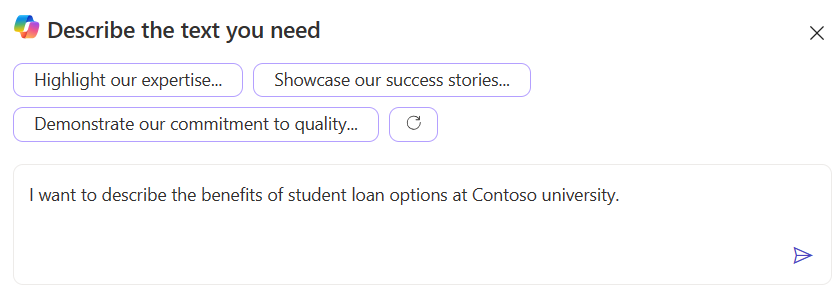 Describe the text you need
Highlight our expertise...
Showcase our success stories...
Demonstrate our commitment to quality...
I want to describe the benefits of student loan options at Contoso university.